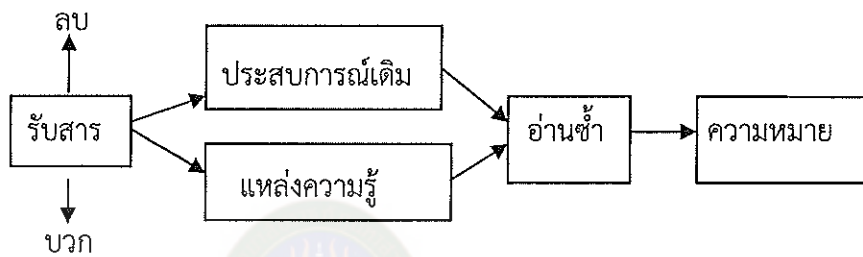 ลบ
ประสบการณ์เดิม
รับสาร
อ่านซ้ำ
ความหมาย
แหล่งความรู้
บวก